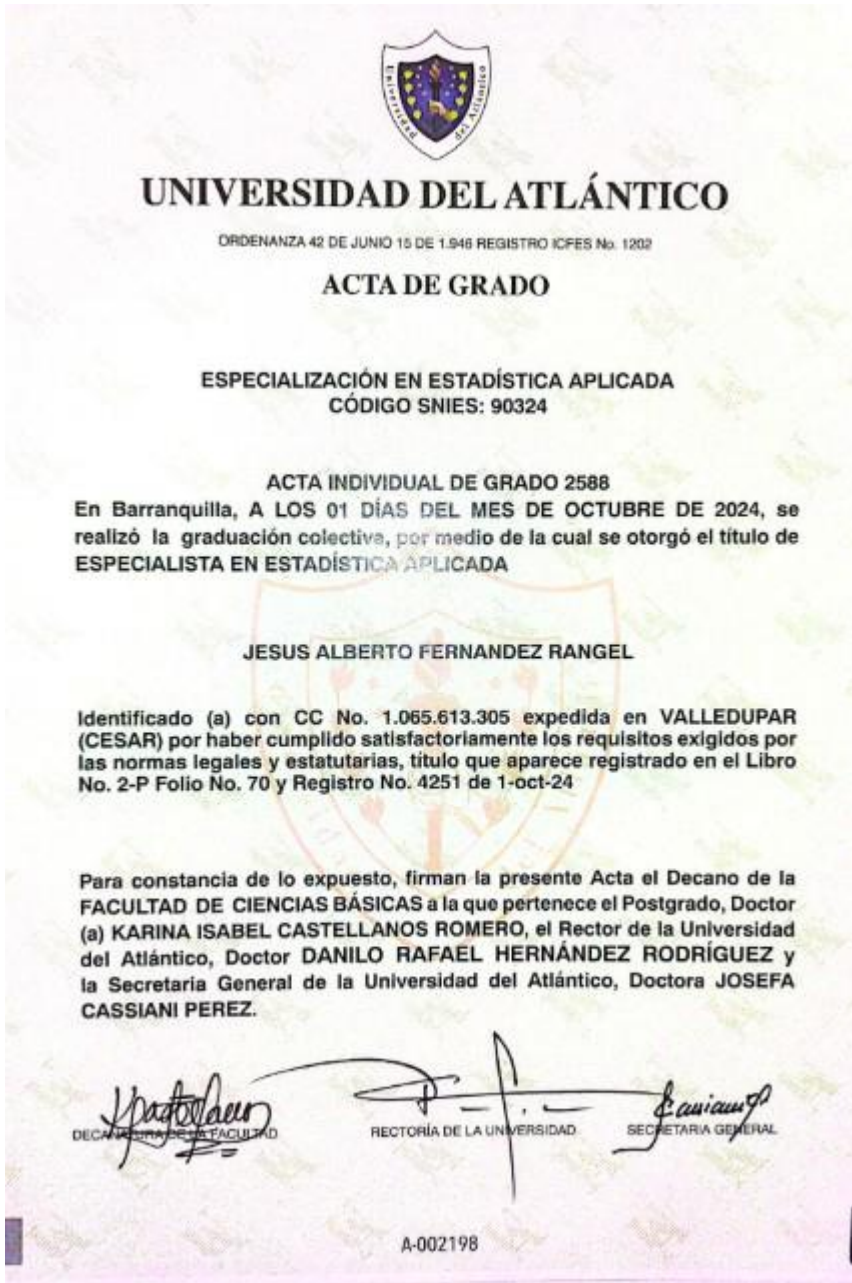 Universidad del Atlántico
UNIVERSIDAD DEL ATLÁNTICO
ORDENANZA 42 DE JUNIO 15 DE 1.946 REGISTRO ICFES No. 1202
ACTA DE GRADO
ESPECIALIZACIÓN EN ESTADÍSTICA APLICADA
CÓDIGO SNIES: 90324
ACTA INDIVIDUAL DE GRADO 2588
En Barranquilla, A LOS 01 DÍAS DEL MES DE OCTUBRE DE 2024, se
realizó la graduación colectiva, por medio de la cual se otorgó el título de
ESPECIALISTA EN ESTADÍSTICA APLICADA
JESUS ALBERTO FERNANDEZ RANGEL
Identificado (a) con CC No. 1.065.613.305 expedida en VALLEDUPAR
(CESAR) por haber cumplido satisfactoriamente los requisitos exigidos por
las normas legales y estatutarias, título que aparece registrado en el Libro
No. 2-P Folio No. 70 y Registro No. 4251 de 1-oct-24
Para constancia de lo expuesto, firman la presente Acta el Decano de la
FACULTAD DE CIENCIAS BÁSICAS a la que pertenece el Postgrado, Doctor
(a) KARINA ISABEL CASTELLANOS ROMERO, el Rector de la Universidad
del Atlántico, Doctor DANILO RAFAEL HERNÁNDEZ RODRÍGUEZ y
la Secretaria General de la Universidad del Atlántico, Doctora JOSEFA
CASSIANI PEREZ.
DECANATURA DE LA FACULTAD
RECTORÍA DE LA UNIVERSIDAD
SECRETARIA GENERAL
A-002198